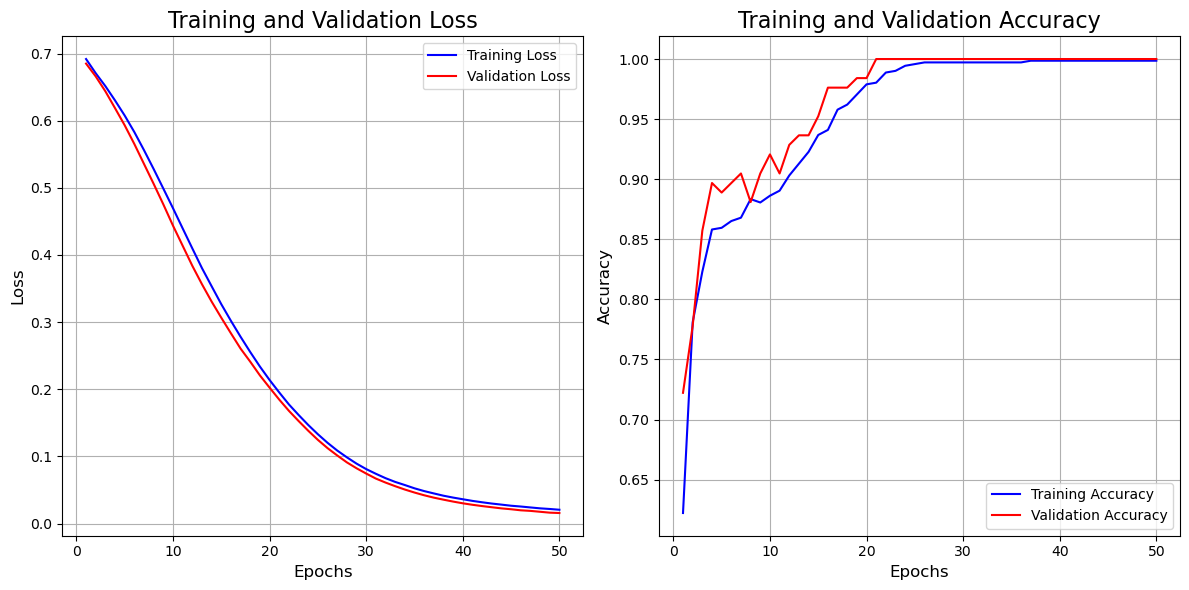 Training and Validation Loss
0.7
0.6
0.5
0.4
0.3
0.2
0.1
0.0
Loss
Training Loss
Validation Loss
0
10
20
30
40
50
Epochs
Training and Validation Accuracy
1.00
0.95
0.90
0.85
0.80
0.75
0.70
0.65
Accuracy
Training Accuracy
Validation Accuracy
0
10
20
30
40
50
Epochs